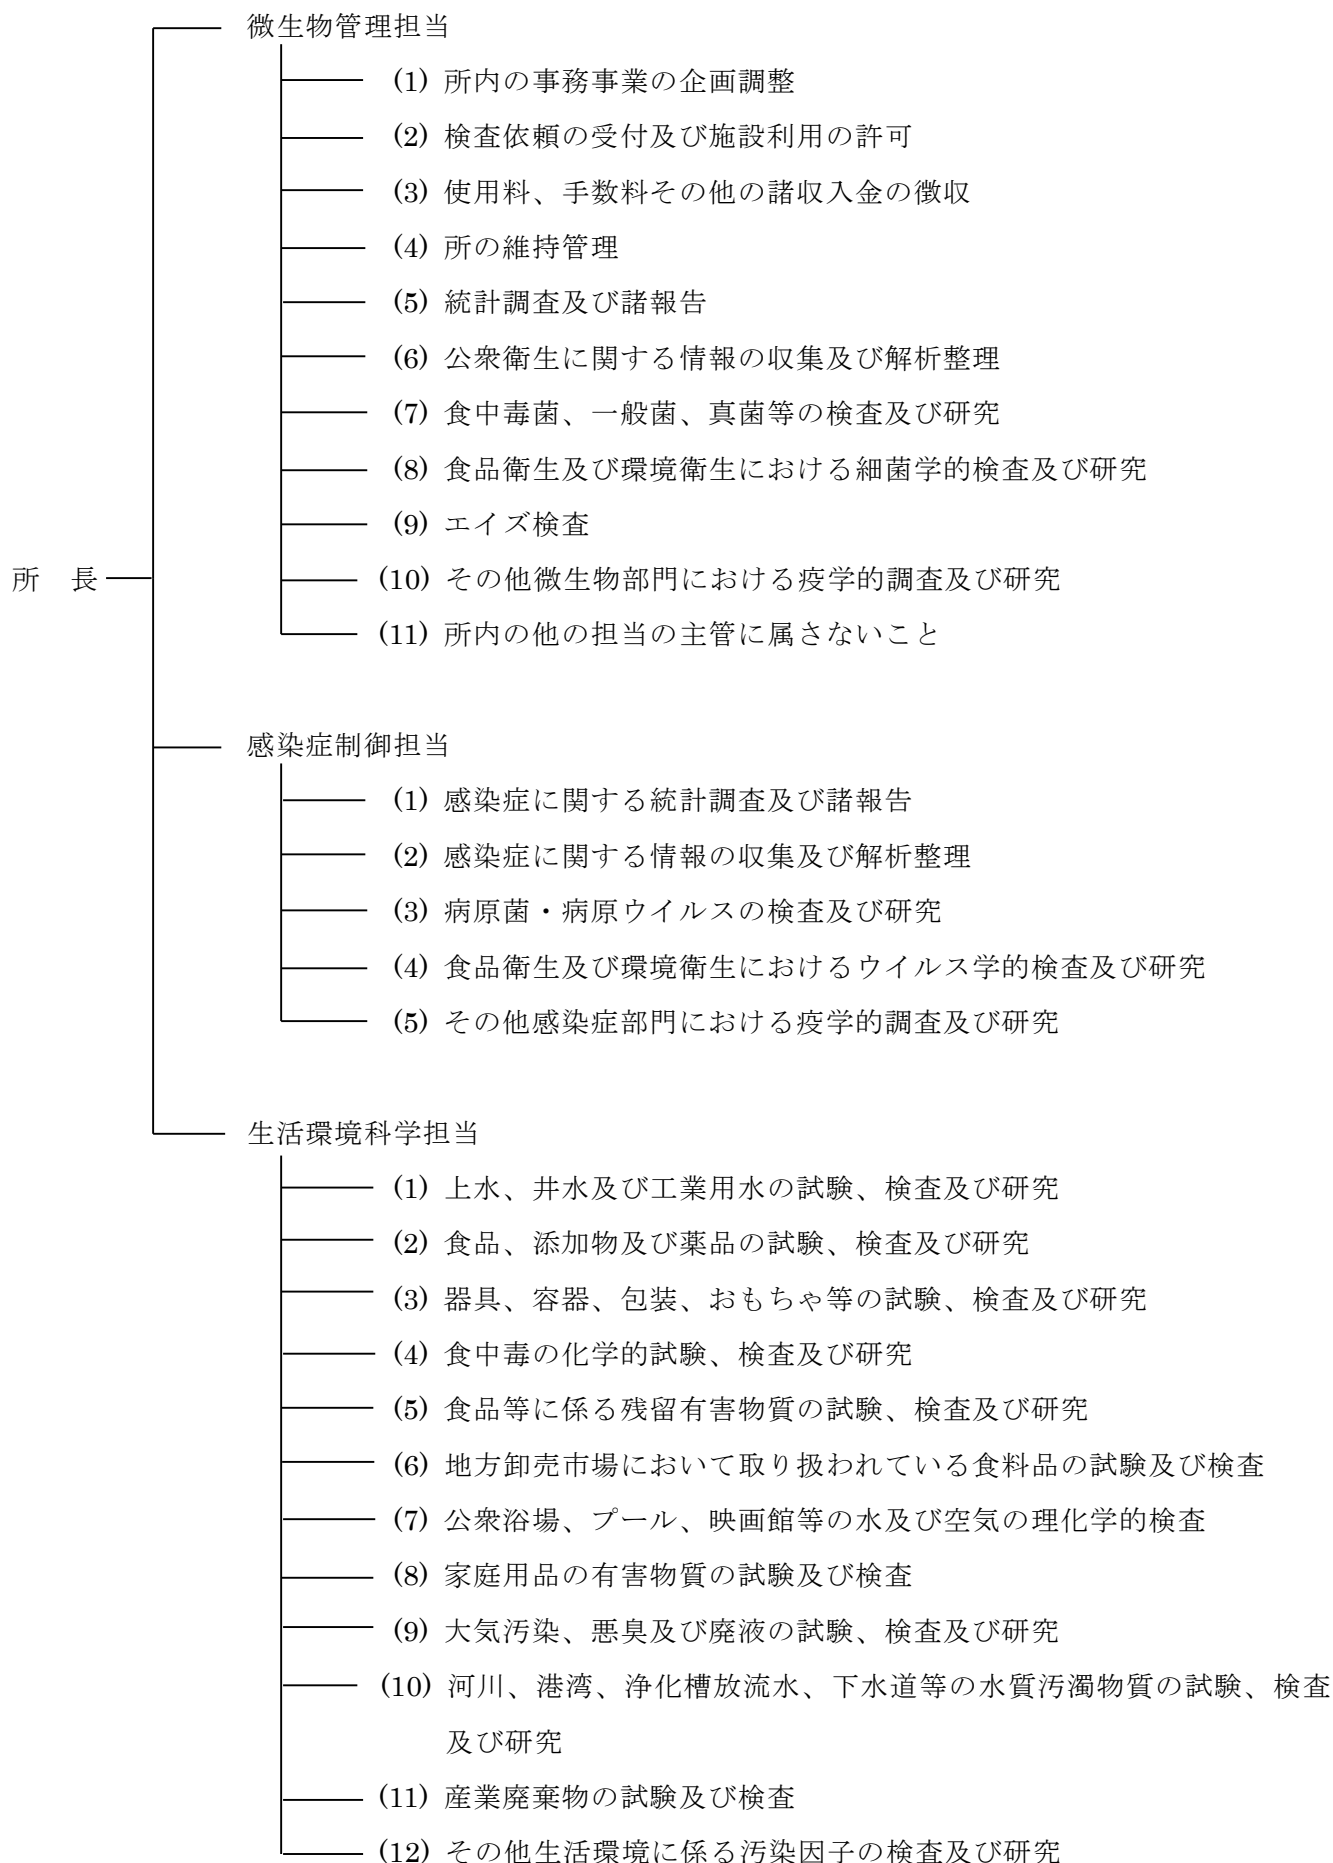 微生物管理担当
(1) 所内の事務事業の企画調整
(2) 検査依頼の受付及び施設利用の許可
(3) 使用料、手数料その他の諸収入金の徴収
(4) 所の維持管理
(5) 統計調査及び諸報告
(6) 公衆衛生に関する情報の収集及び解析整理
(7) 食中毒菌、一般菌、真菌等の検査及び研究
(8) 食品衛生及び環境衛生における細菌学的検査及び研究
(9) エイズ検査
所　長
(10) その他微生物部門における疫学的調査及び研究
(11) 所内の他の担当の主管に属さないこと
感染症制御担当
(1) 感染症に関する統計調査及び諸報告
(2) 感染症に関する情報の収集及び解析整理
(3) 病原菌・病原ウイルスの検査及び研究
(4) 食品衛生及び環境衛生におけるウイルス学的検査及び研究
(5) その他感染症部門における疫学的調査及び研究
生活環境科学担当
(1) 上水、井水及び工業用水の試験、検査及び研究
(2) 食品、添加物及び薬品の試験、検査及び研究
(3) 器具、容器、包装、おもちゃ等の試験、検査及び研究
(4) 食中毒の化学的試験、検査及び研究
(5) 食品等に係る残留有害物質の試験、検査及び研究
(6) 地方卸売市場において取り扱われている食料品の試験及び検査
(7) 公衆浴場、プール、映画館等の水及び空気の理化学的検査
(8) 家庭用品の有害物質の試験及び検査
(9) 大気汚染、悪臭及び廃液の試験、検査及び研究
(10) 河川、港湾、浄化槽放流水、下水道等の水質汚濁物質の試験、検査
及び研究
(11) 産業廃棄物の試験及び検査
(12) その他生活環境に係る汚染因子の検査及び研究